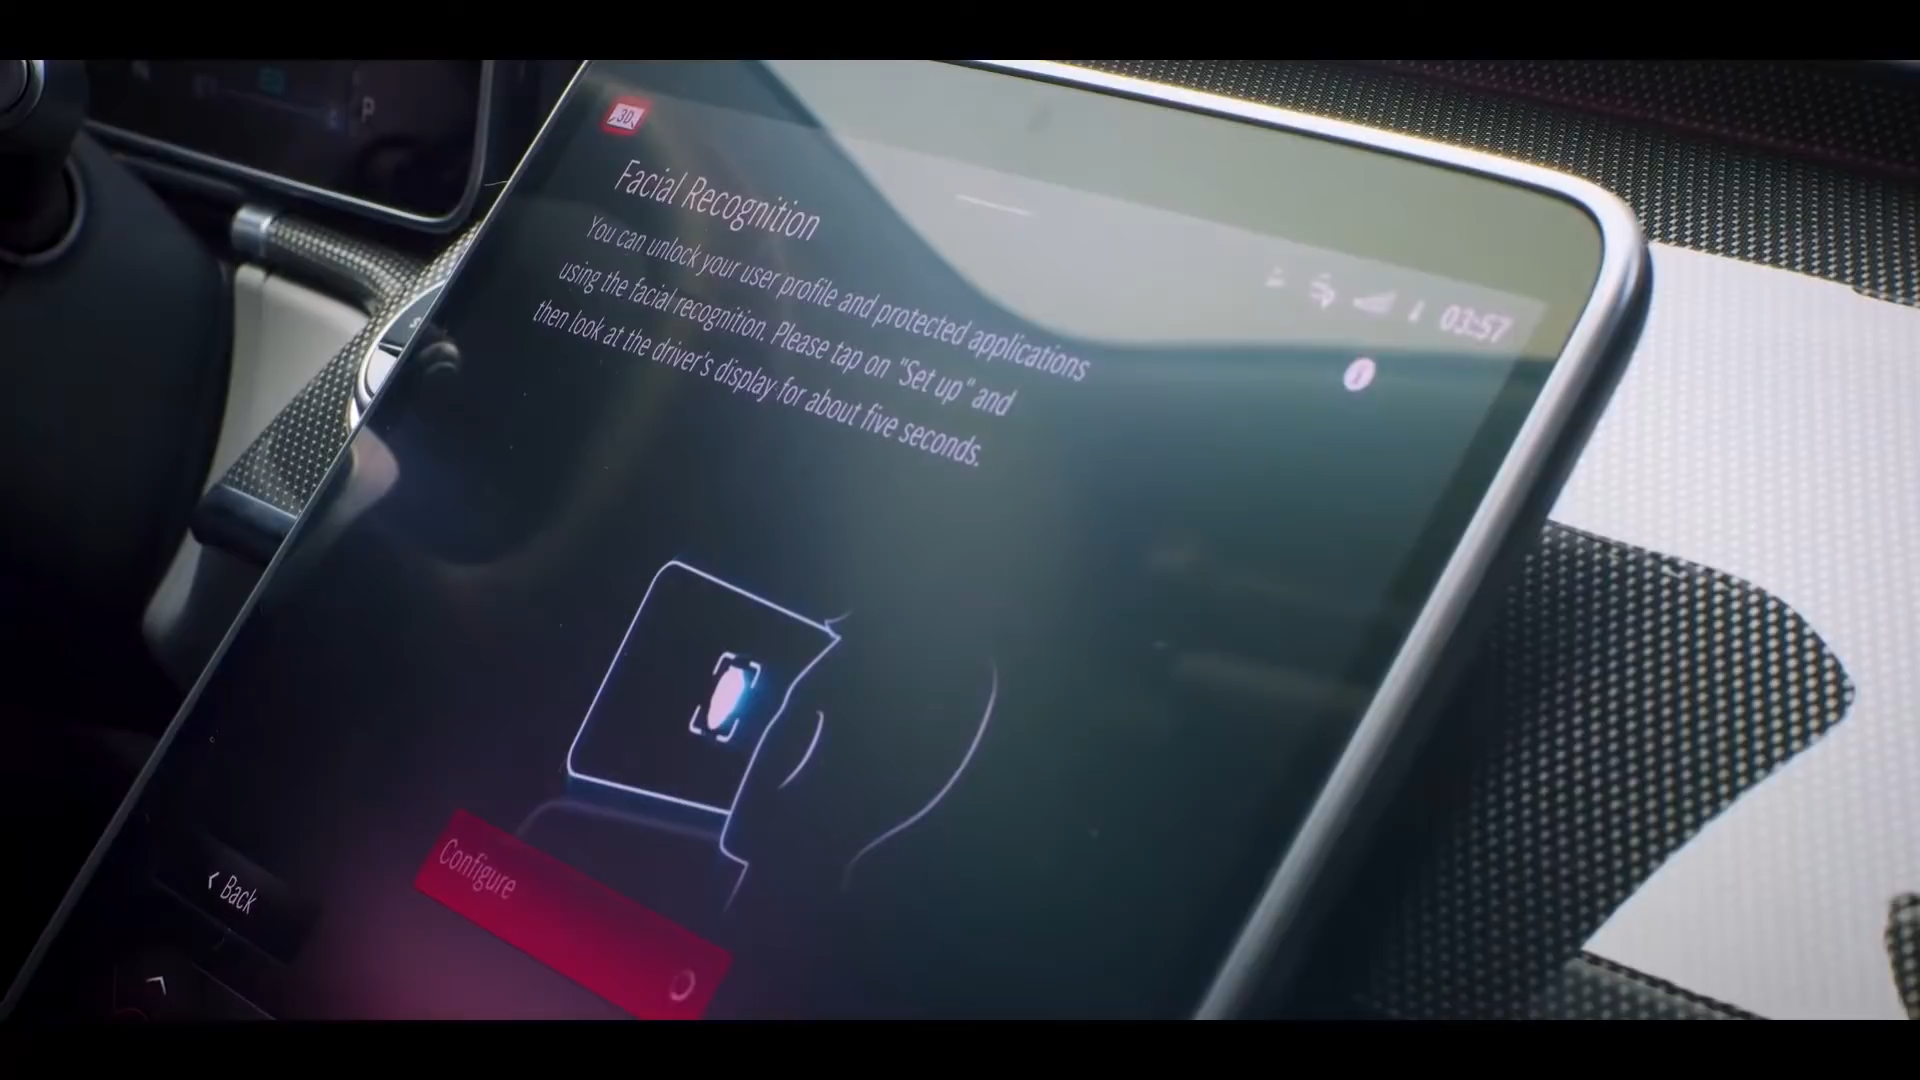 P
3D
Facial Recognition
You can unlock your user profile and protected applications
using the facial recognition. Please tap on "Set up" and
then look at the driver's display for about five seconds.
03:57
i
Configure
Back